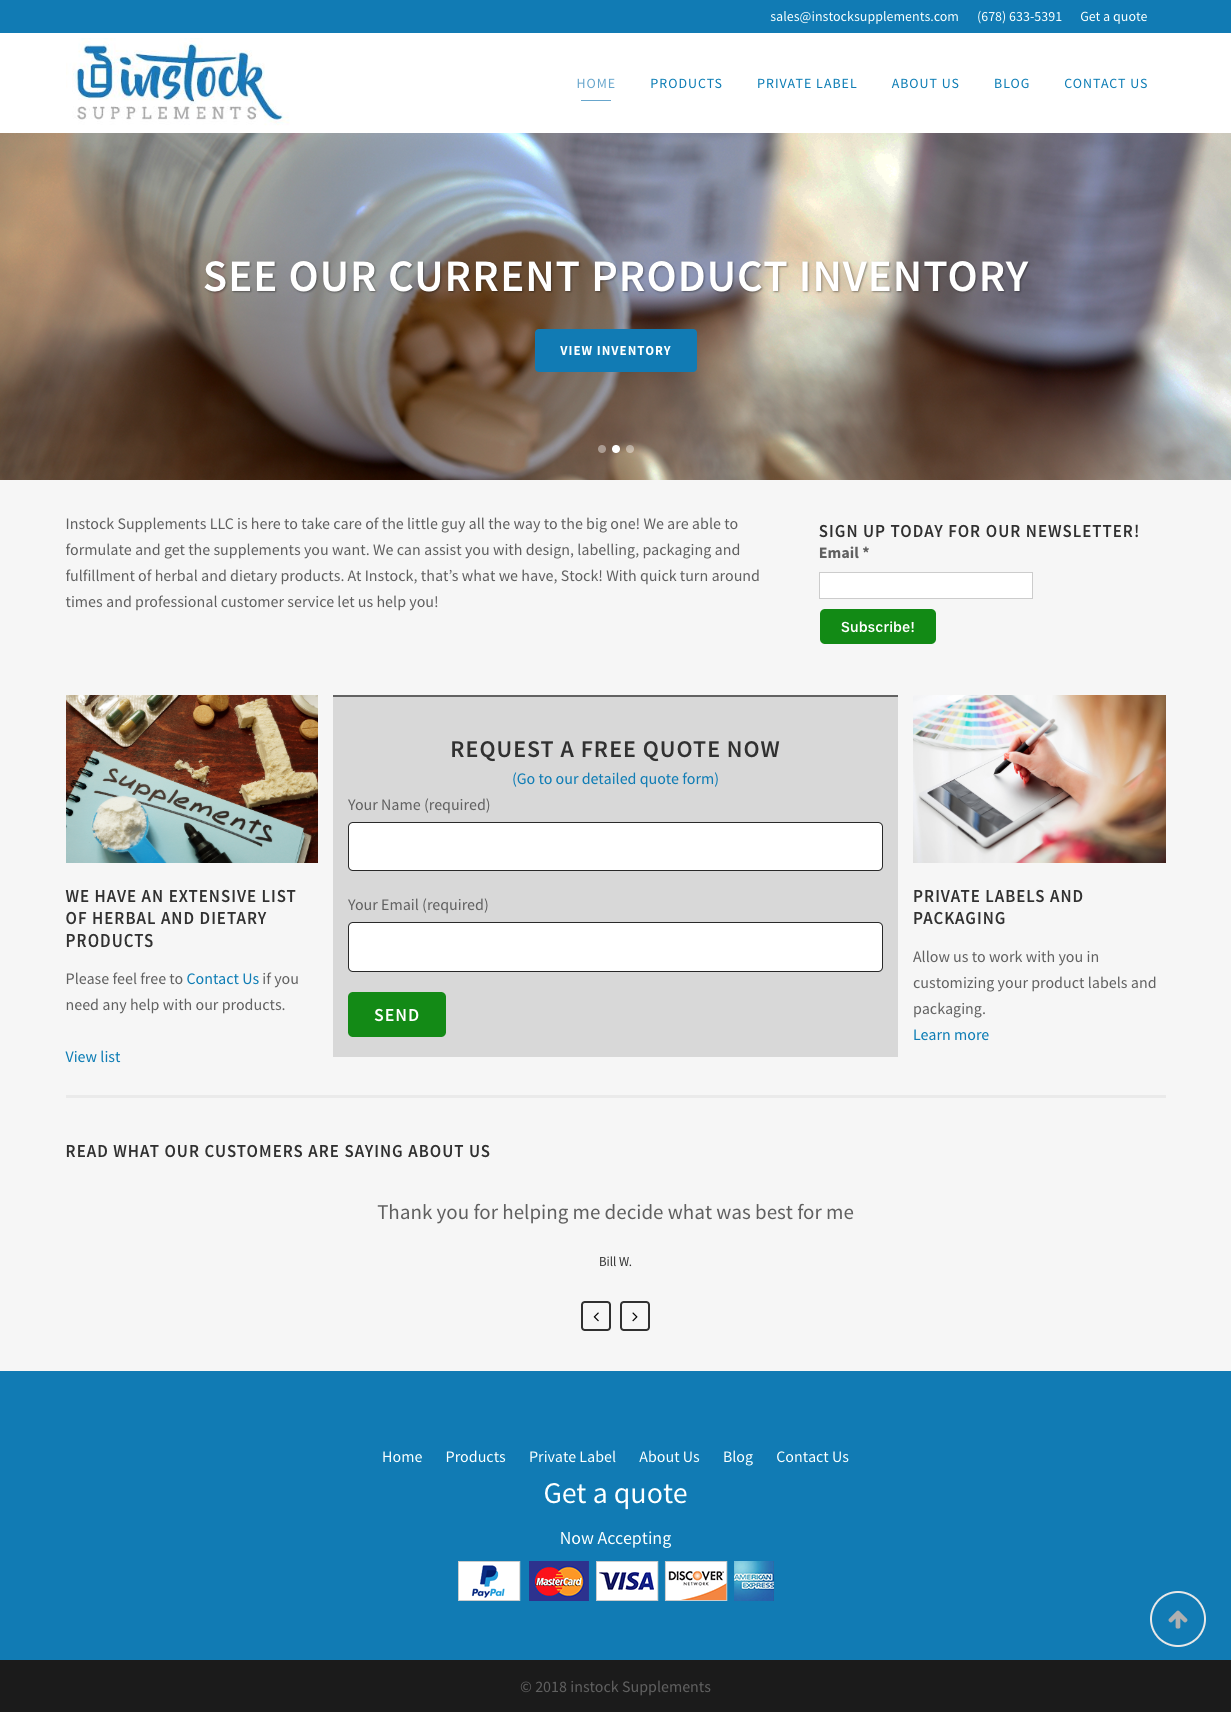 sales@instocksupplements.com (678) 633-5391 Get a quote
instock
SUPPLEMENTS
HOME PRODUCTS PRIVATE LABEL ABOUT US BLOG CONTACT US
SEE OUR CURRENT PRODUCT INVENTORY
VIEW INVENTORY
Instock Supplements LLC is here to take care of the little guy all the way to the big one! We are able to
formulate and get the supplements you want. We can assist you with design, labelling, packaging and
fulfillment of herbal and dietary products. At Instock, that’s what we have, Stock! With quick turn around
times and professional customer service let us help you!
SIGN UP TODAY FOR OUR NEWSLETTER!
Email *
Subscribe!
supplements
WE HAVE AN EXTENSIVE LIST
OF HERBAL AND DIETARY
PRODUCTS
Please feel free to Contact Us if you
need any help with our products.
View list
REQUEST A FREE QUOTE NOW
(Go to our detailed quote form)
Your Name (required)
Your Email (required)
SEND
PRIVATE LABELS AND
PACKAGING
Allow us to work with you in
customizing your product labels and
packaging.
Learn more
READ WHAT OUR CUSTOMERS ARE SAYING ABOUT US
Thank you for helping me decide what was best for me
Bill W.
Home Products Private Label About Us Blog Contact Us
Get a quote
Now Accepting
PayPal MasterCard VISA DISCOVER NETWORK AMERICAN EXPRESS
© 2018 instock Supplements